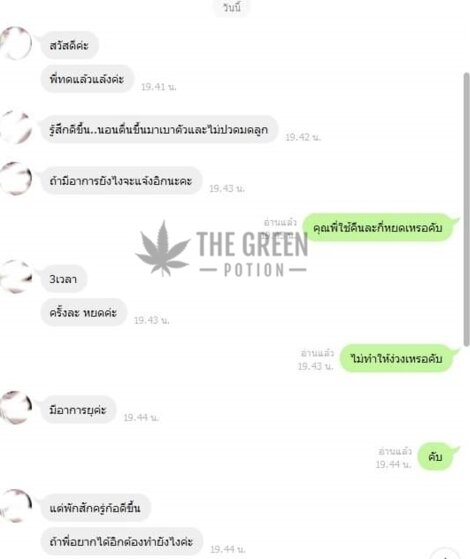 วันนี้
สวัสดีค่ะ
พี่ทดแล้วแล้งค่ะ
19.41 น.
รู้สึกดีขึ้น..นอนตื่นขึ้นมาเบาตัวและไม่ปวดมดลูก
19.42 น.
ถ้ามีอาการยังไงจะแจ้งอีกนะคะ
19.43 น.
อ่านแล้ว
คุณพี่ใช้คืนละกี่หยดเหรอคับ
THE GREEN
POTION
3เวลา
ครั้งละ หยดค่ะ
19.43 น.
อ่านแล้ว
19.43 น.
ไม่ทำให้ง่วงเหรอคับ
มีอาการยุค่ะ
19.44 น.
อ่านแล้ว
19.44 น.
คับ
แต่พักสักครู่ก้อดีขึ้น
ถ้าพี่อยากได้อีกต้องทำยังไงค่ะ
19.44 น.